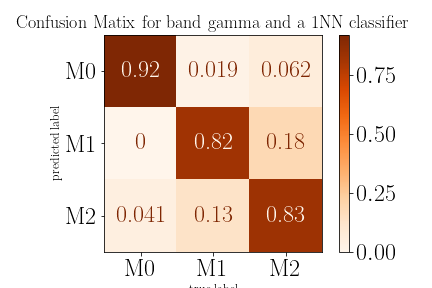 Confusion Matix for band gamma and a 1NN classifier
M0 0.92 0.019 0.062
M1 0 0.82 0.18
M2 0.041 0.13 0.83
M0 M1 M2
predicted label
true label
0.75
0.50
0.25
0.00